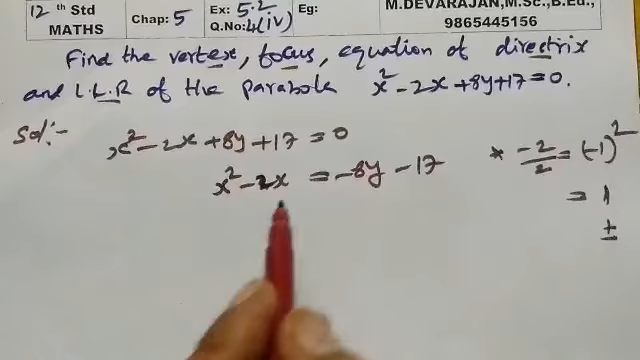 12 th Std
MATHS
Chap: 5
Ex: 5.2
Q.No: 4(iv)
Eg:
M.DEVARAJAN,M.Sc.,B.Ed.,
9865445156
Find the vertex, focus, equation of directrix
and L.L.R of the parabola x² - 2x + 8y + 17 = 0.
Sol:- x² - 2x + 8y + 17 = 0
x² - 2x = -8y - 17
* -2/2 = (-1)²
= 1
±